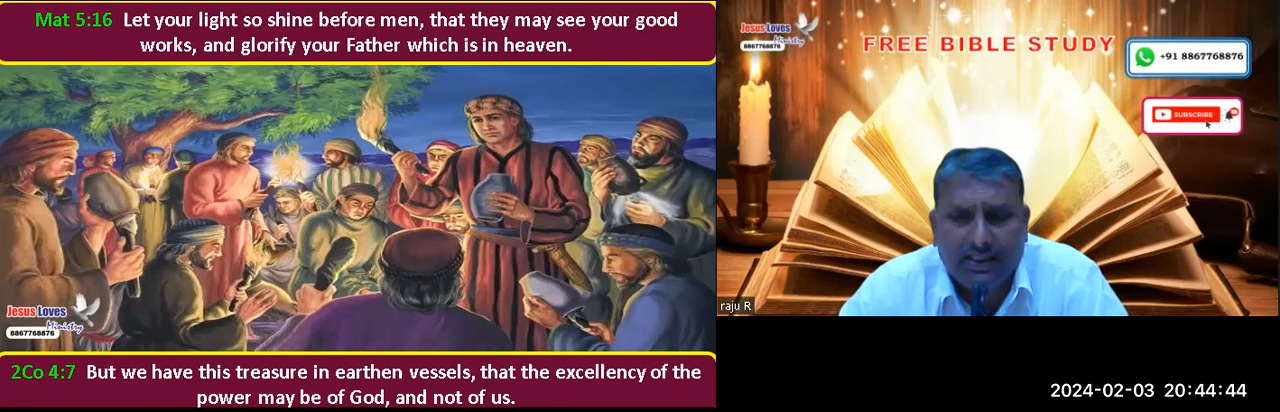 Mat 5:16 Let your light so shine before men, that they may see your good
works, and glorify your Father which is in heaven.
Jesus Loves
Ministry
8867768876
2Co 4:7 But we have this treasure in earthen vessels, that the excellency of the
power may be of God, and not of us.
Jesus Loves
Ministry
8867768876
FREE BIBLE STUDY
+91 8867768876
SUBSCRIBE
raju R
2024-02-03 20:44:44